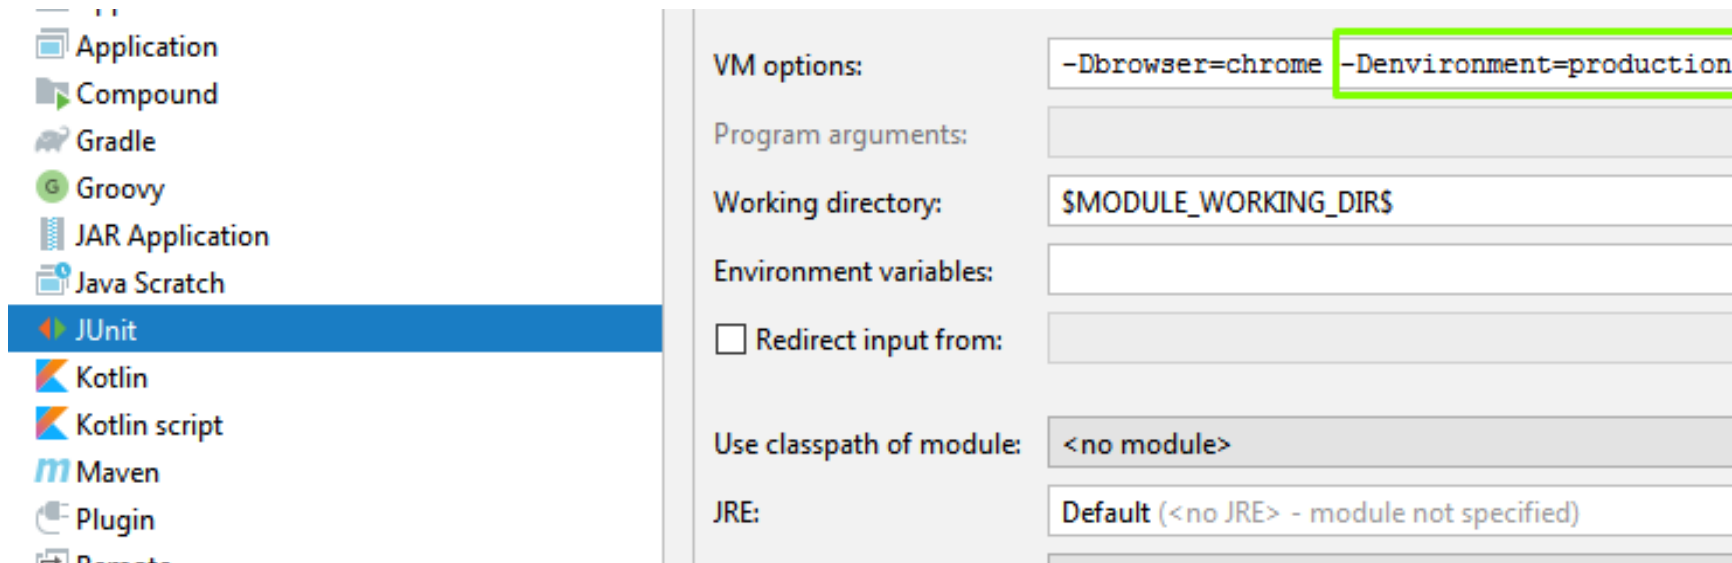 Application
Compound
Gradle
G Groovy
JAR Application
Java Scratch
JUnit
Kotlin
Kotlin script
m Maven
Plugin
VM options: -Dbrowser=chrome -Denvironment=production
Program arguments:
Working directory: $MODULE_WORKING_DIR$
Environment variables:
Redirect input from:
Use classpath of module: <no module>
JRE: Default (<no JRE> - module not specified)